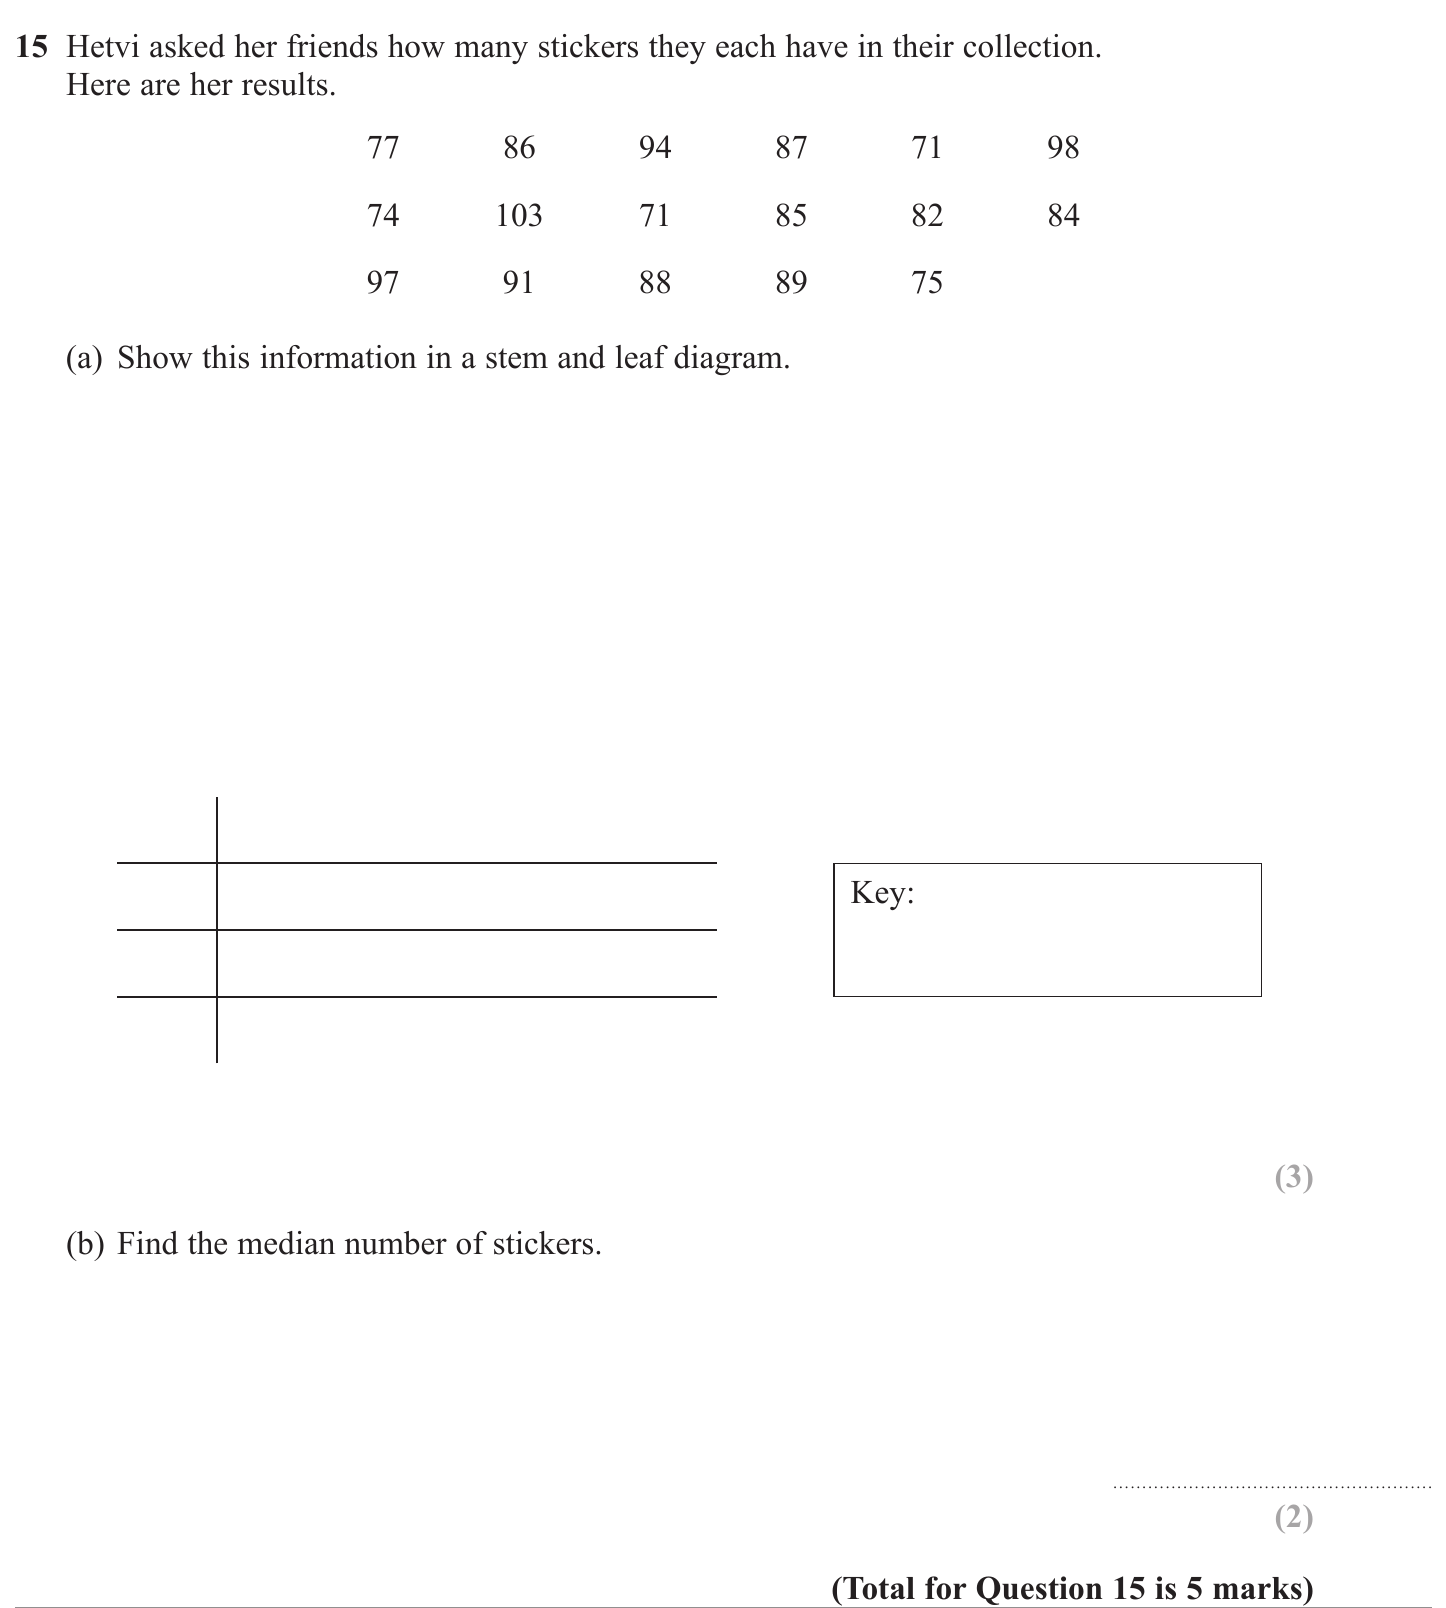 15 Hetvi asked her friends how many stickers they each have in their collection.
Here are her results.
77 86 94 87 71 98
74 103 71 85 82 84
97 91 88 89 75
(a) Show this information in a stem and leaf diagram.
Key:
(3)
(b) Find the median number of stickers.
(2)
(Total for Question 15 is 5 marks)